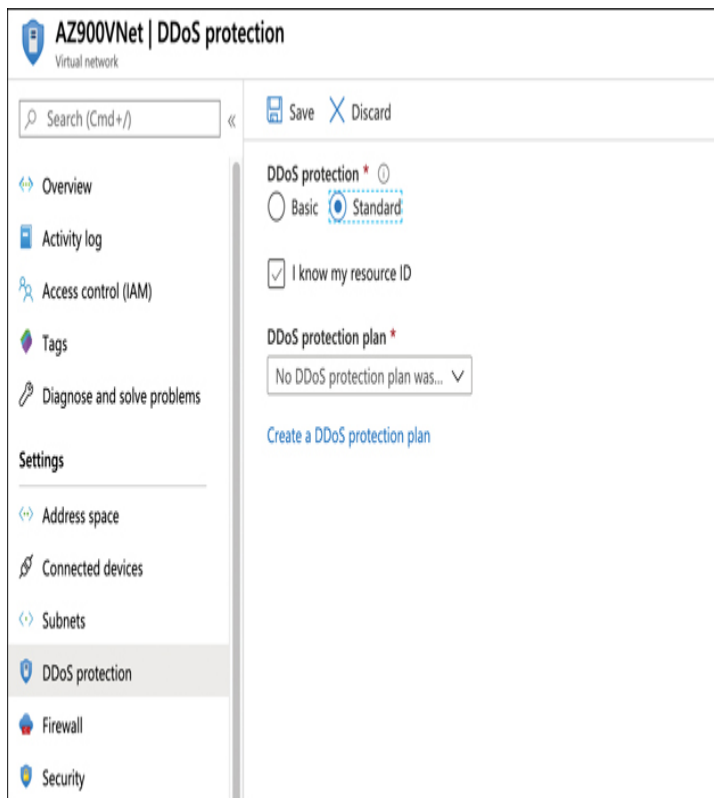 AZ900VNet | DDoS protection
Virtual network
Search (Cmd+/)
«
Overview
Activity log
Access control (IAM)
Tags
Diagnose and solve problems
Settings
Address space
Connected devices
Subnets
DDoS protection
Firewall
Security
Save Discard
DDoS protection *
Basic Standard
I know my resource ID
DDoS protection plan *
No DDoS protection plan was...
Create a DDoS protection plan